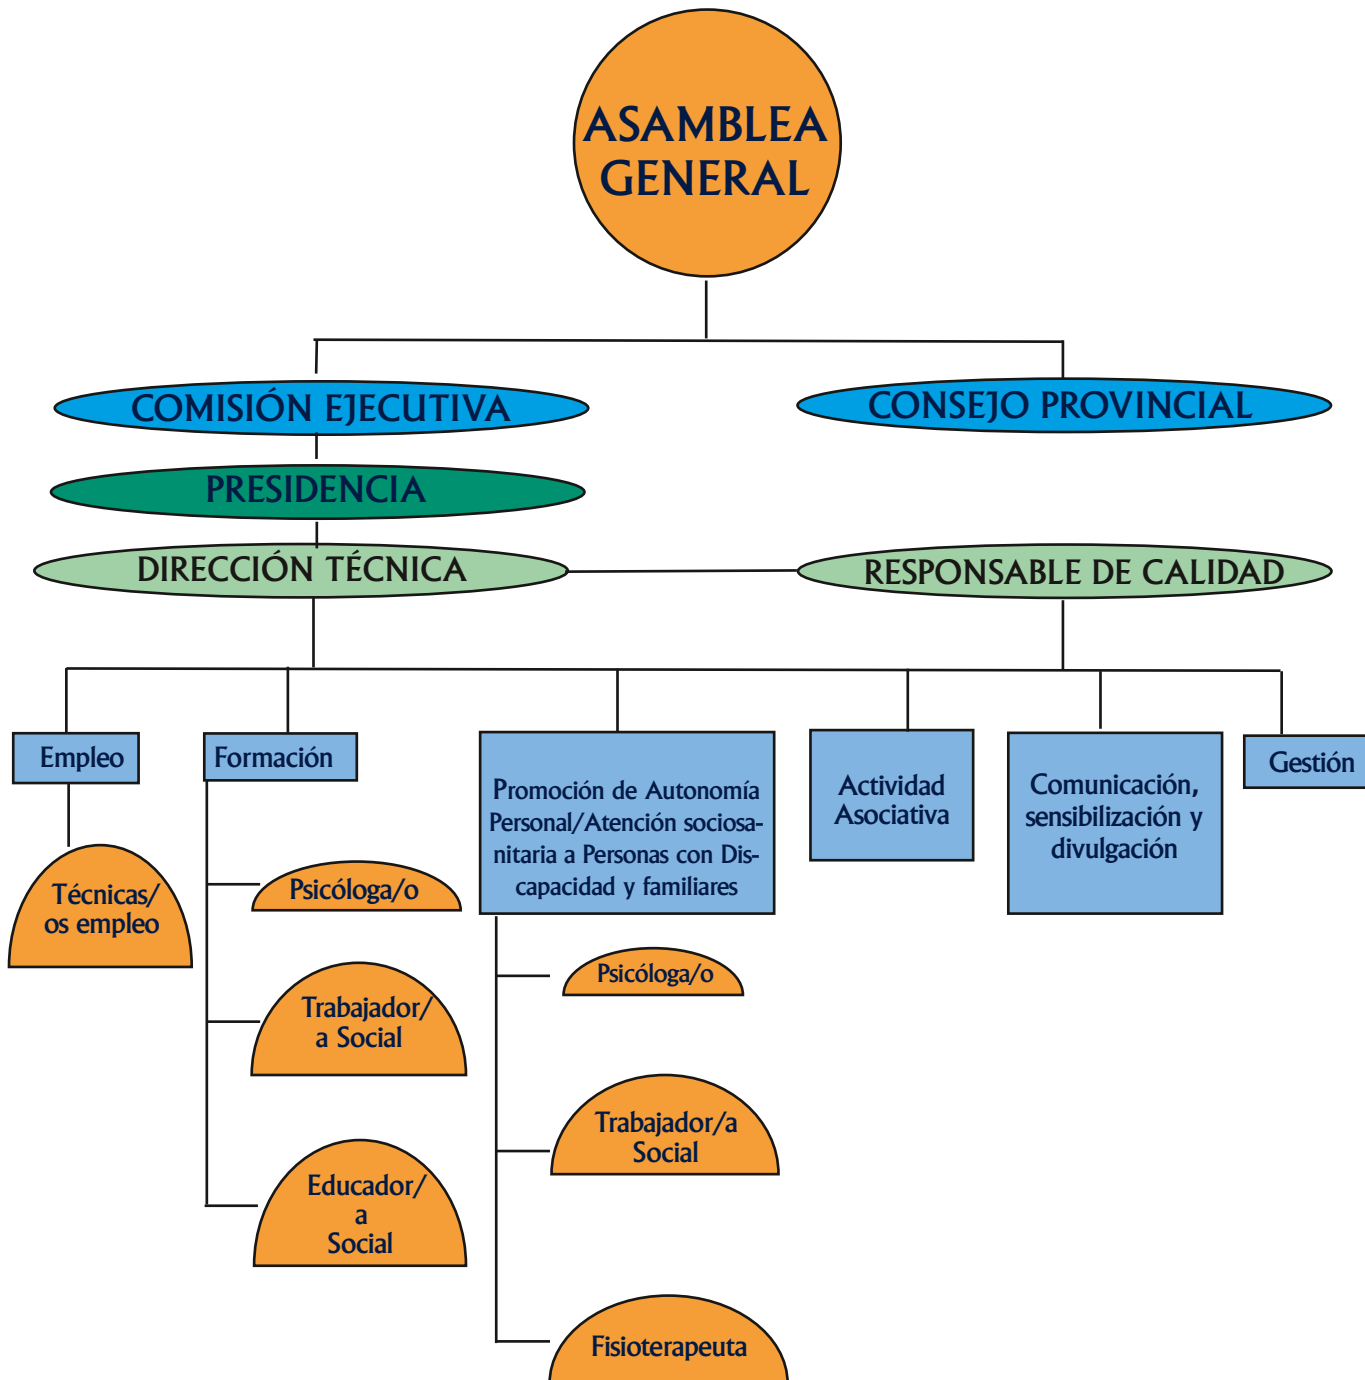 ASAMBLEA
GENERAL
COMISIÓN EJECUTIVA
CONSEJO PROVINCIAL
PRESIDENCIA
DIRECCIÓN TÉCNICA
RESPONSABLE DE CALIDAD
Empleo
Formación
Promoción de Autonomía
Personal/Atención sociosa-
nitaria a Personas con Dis-
capacidad y familiares
Actividad
Asociativa
Comunicación,
sensibilización y
divulgación
Gestión
Técnicas/
os empleo
Psicóloga/o
Trabajador/
a Social
Educador/
a
Social
Psicóloga/o
Trabajador/a
Social
Fisioterapeuta